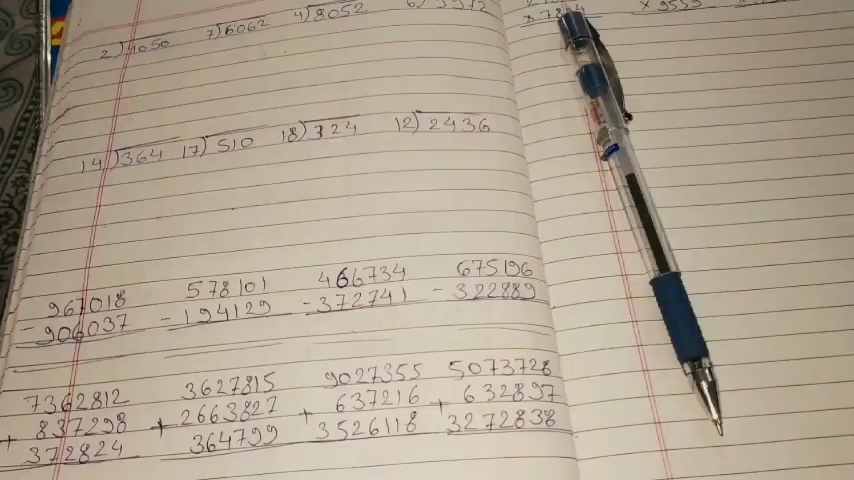 2)4050 7)6062 4)8052
14)364 17)510 18)324 12)2436
967018 578101 466734 675196
-906037 -194129 -372741 -322889
7362812 3627815 9027355 5073728
+ 837298 + 2663827 + 637216 + 632897
372824 364799 3526118 3272838